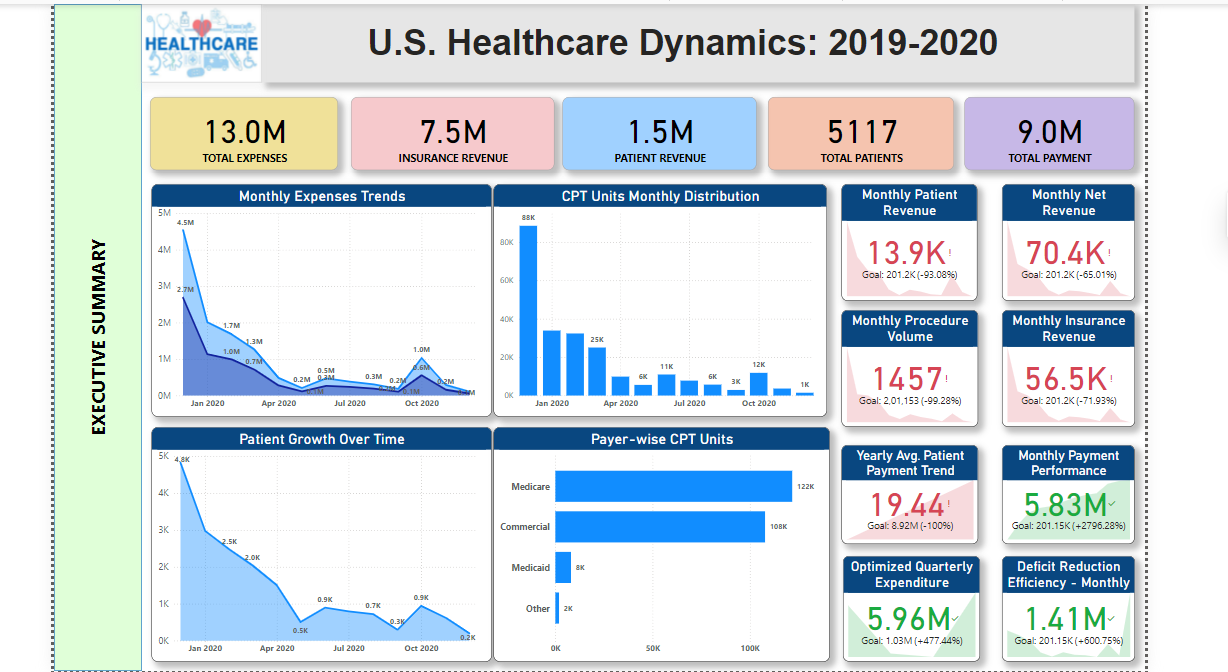 HEALTHCARE
U.S. Healthcare Dynamics: 2019-2020
EXECUTIVE SUMMARY
13.0M
TOTAL EXPENSES
7.5M
INSURANCE REVENUE
1.5M
PATIENT REVENUE
5117
TOTAL PATIENTS
9.0M
TOTAL PAYMENT
Monthly Expenses Trends
5M
4M
3M
2M
1M
0M
4.5M
2.7M
1.7M
1.0M
1.3M
0.7M
0.2M
0.5M
0.3M
0.3M
0.2M
1.0M
0.6M
0.2M
Jan 2020
Apr 2020
Jul 2020
Oct 2020
CPT Units Monthly Distribution
80K
60K
40K
20K
0K
88K
25K
6K
11K
6K
3K
12K
1K
Jan 2020
Apr 2020
Jul 2020
Oct 2020
Monthly Patient
Revenue
13.9K!
Goal: 201.2K (-93.08%)
Monthly Net
Revenue
70.4K!
Goal: 201.2K (-65.01%)
Monthly Procedure
Volume
1457!
Goal: 2,01,153 (-99.28%)
Monthly Insurance
Revenue
56.5K!
Goal: 201.2K (-71.93%)
Patient Growth Over Time
5K
4K
3K
2K
1K
0K
4.8K
2.5K
2.0K
0.5K
0.9K
0.7K
0.3K
0.9K
0.2K
Jan 2020
Apr 2020
Jul 2020
Oct 2020
Payer-wise CPT Units
Medicare
122K
Commercial
108K
Medicaid
8K
Other
2K
0K
50K
100K
Yearly Avg. Patient
Payment Trend
19.44!
Goal: 8.92M (-100%)
Monthly Payment
Performance
5.83M✓
Goal: 201.15K (+2796.28%)
Optimized Quarterly
Expenditure
5.96M✓
Goal: 1.03M (+477.44%)
Deficit Reduction
Efficiency - Monthly
1.41M✓
Goal: 201.15K (+600.75%)